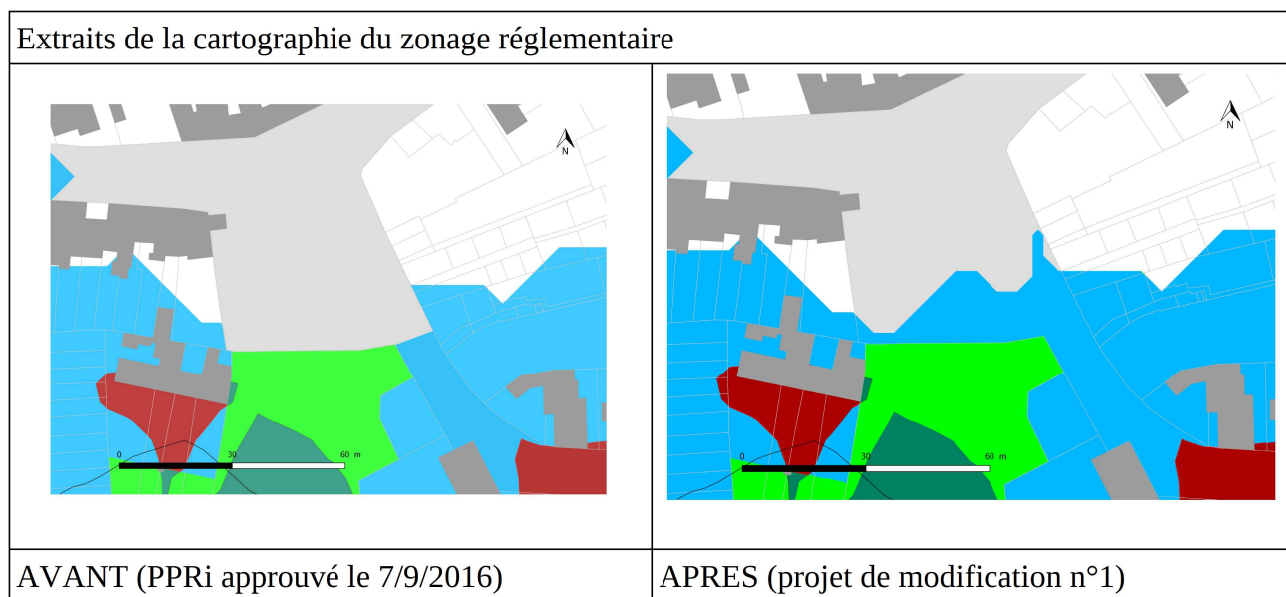 Extraits de la cartographie du zonage réglementaire
N
0 30 60 m
N
0 30 60 m
AVANT (PPRi approuvé le 7/9/2016)
APRES (projet de modification n°1)